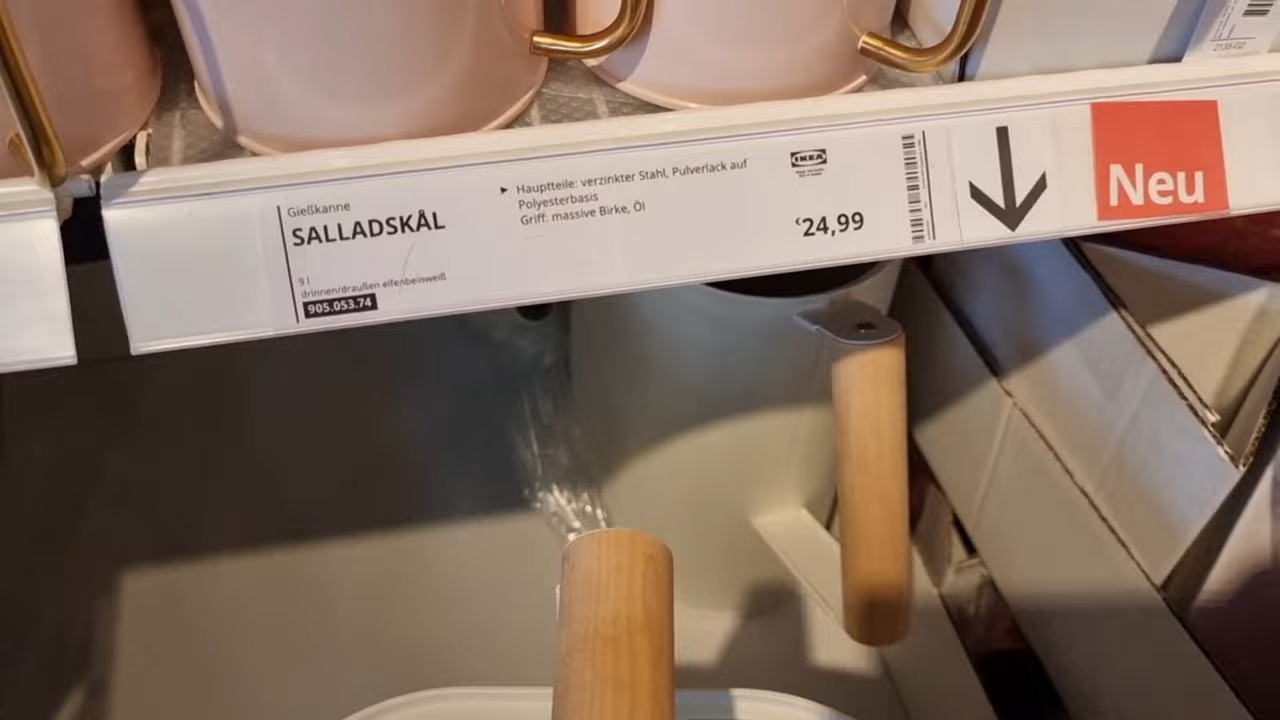 Gießkanne
SALLADSKÅL
9 l
drinnen/draußen elfenbeinweiß
905.053.74
► Hauptteile: verzinkter Stahl, Pulverlack auf
Polyesterbasis
Griff: massive Birke, Öl
IKEA
€24,99
Neu